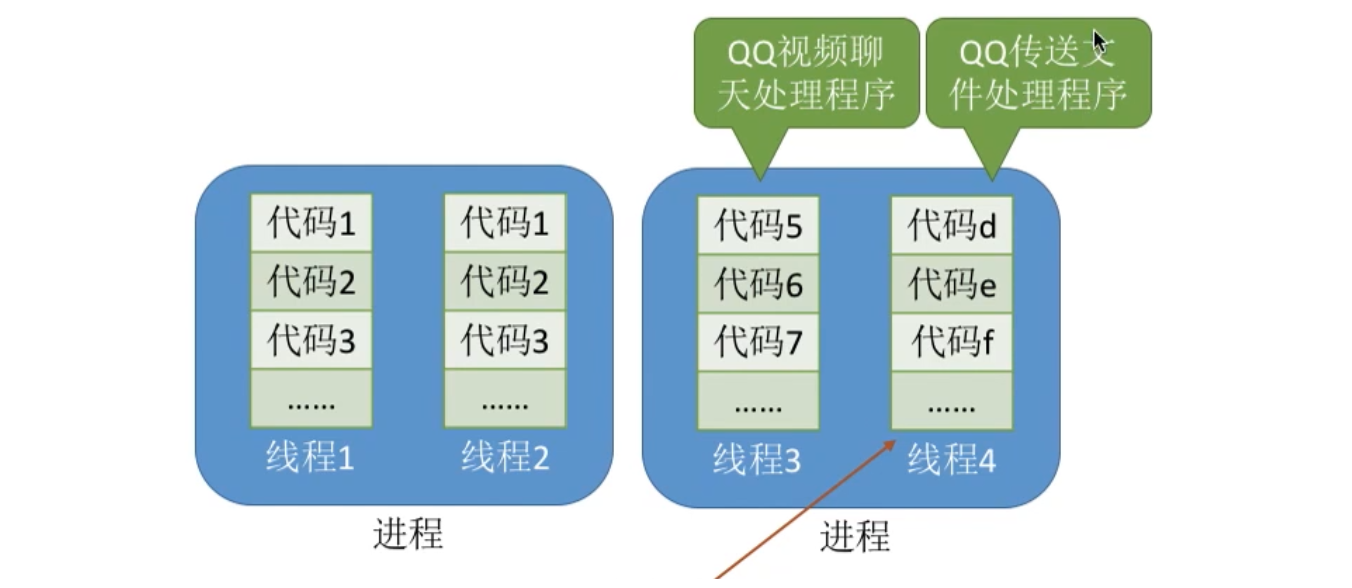 QQ视频聊
天处理程序
QQ传送文
件处理程序
代码1
代码2
代码3
......
线程1
代码1
代码2
代码3
......
线程2
进程
代码5
代码6
代码7
......
线程3
代码d
代码e
代码f
......
线程4
进程